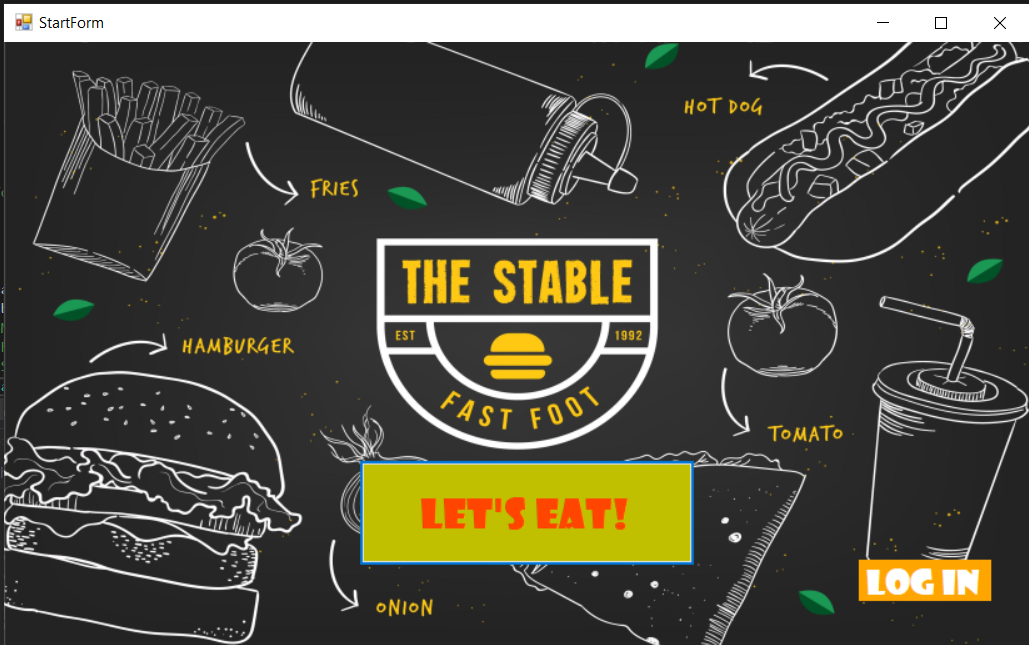 StartForm
HOT DOG
FRIES
THE STABLE
EST 1992
HAMBURGER
FAST FOOT
TOMATO
LET'S EAT!
LOG IN
ONION